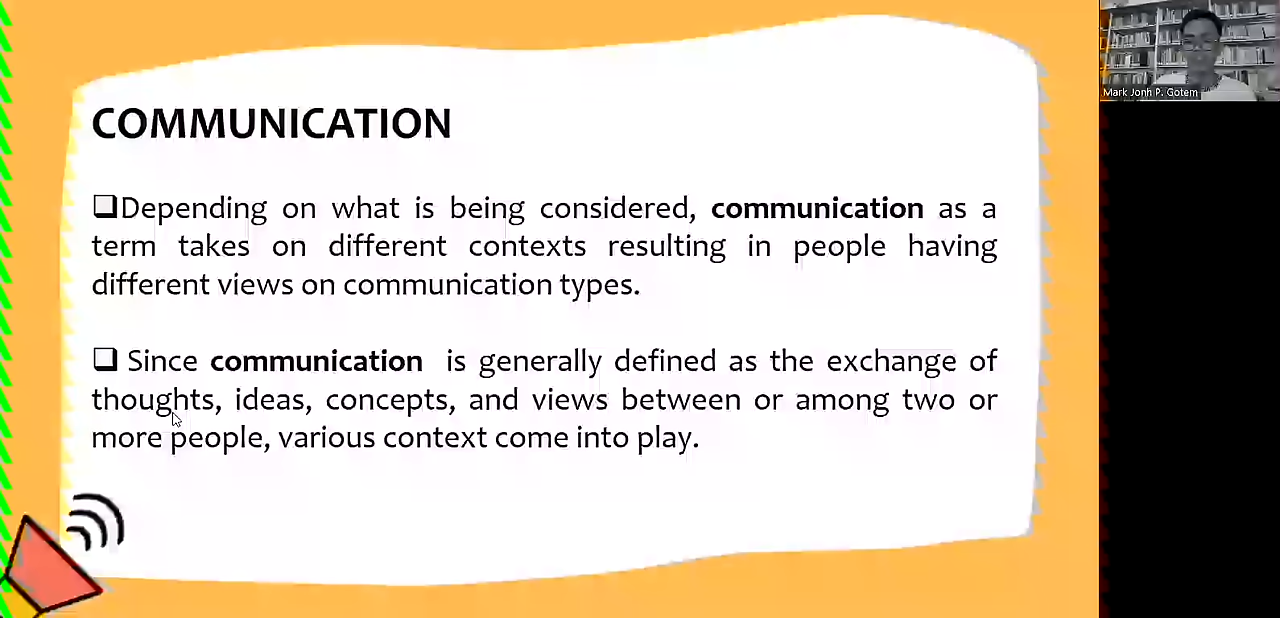 COMMUNICATION
❑Depending on what is being considered, communication as a
term takes on different contexts resulting in people having
different views on communication types.
❑ Since communication is generally defined as the exchange of
thoughts, ideas, concepts, and views between or among two or
more people, various context come into play.
Mark Jonh P. Gotem